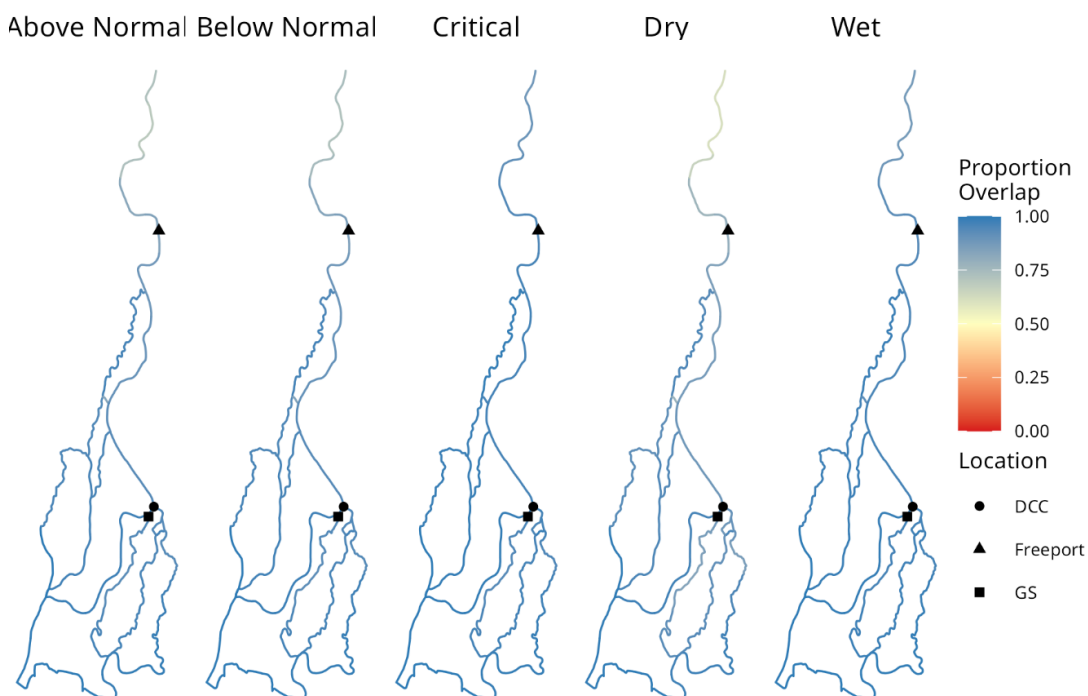 Above Normal Below Normal Critical Dry Wet
Proportion
Overlap
1.00
0.75
0.50
0.25
0.00
Location
DCC
Freeport
GS